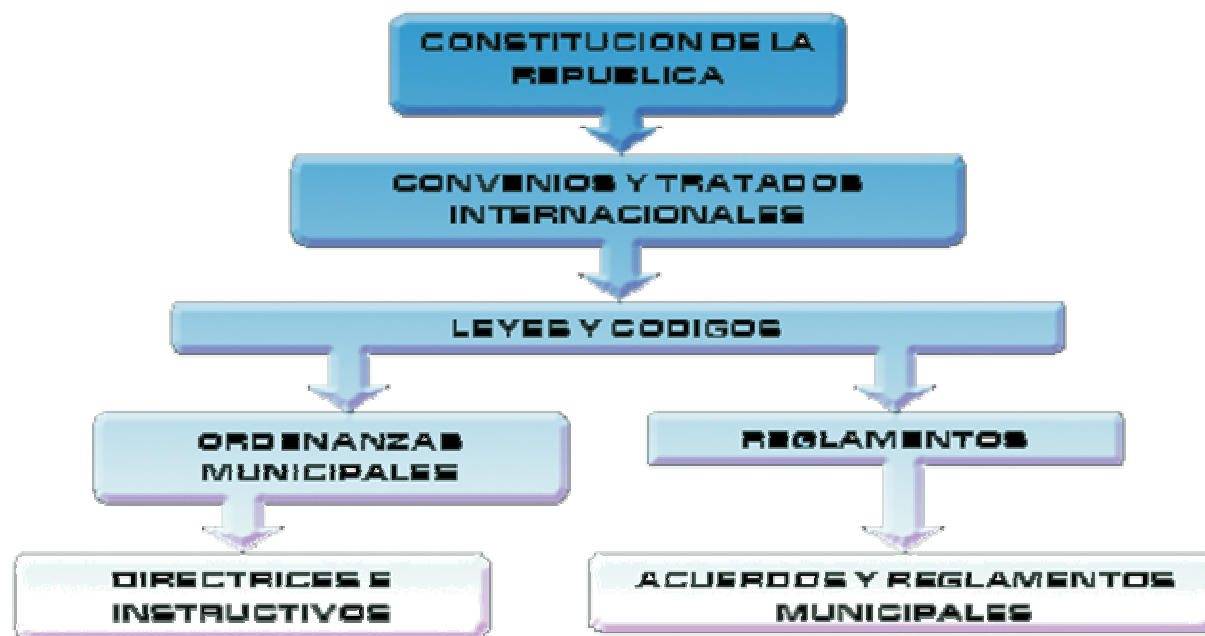 CONSTITUCION DE LA
REPUBLICA
CONVENIOS Y TRATADOS
INTERNACIONALES
LEYES Y CODIGOS
ORDENANZAS
MUNICIPALES
REGLAMENTOS
DIRECTRICES E
INSTRUCTIVOS
ACUERDOS Y REGLAMENTOS
MUNICIPALES